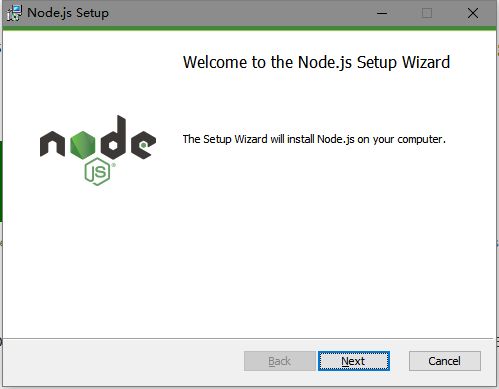 Node.js Setup
Welcome to the Node.js Setup Wizard
The Setup Wizard will install Node.js on your computer.
node
JS
Back
Next
Cancel